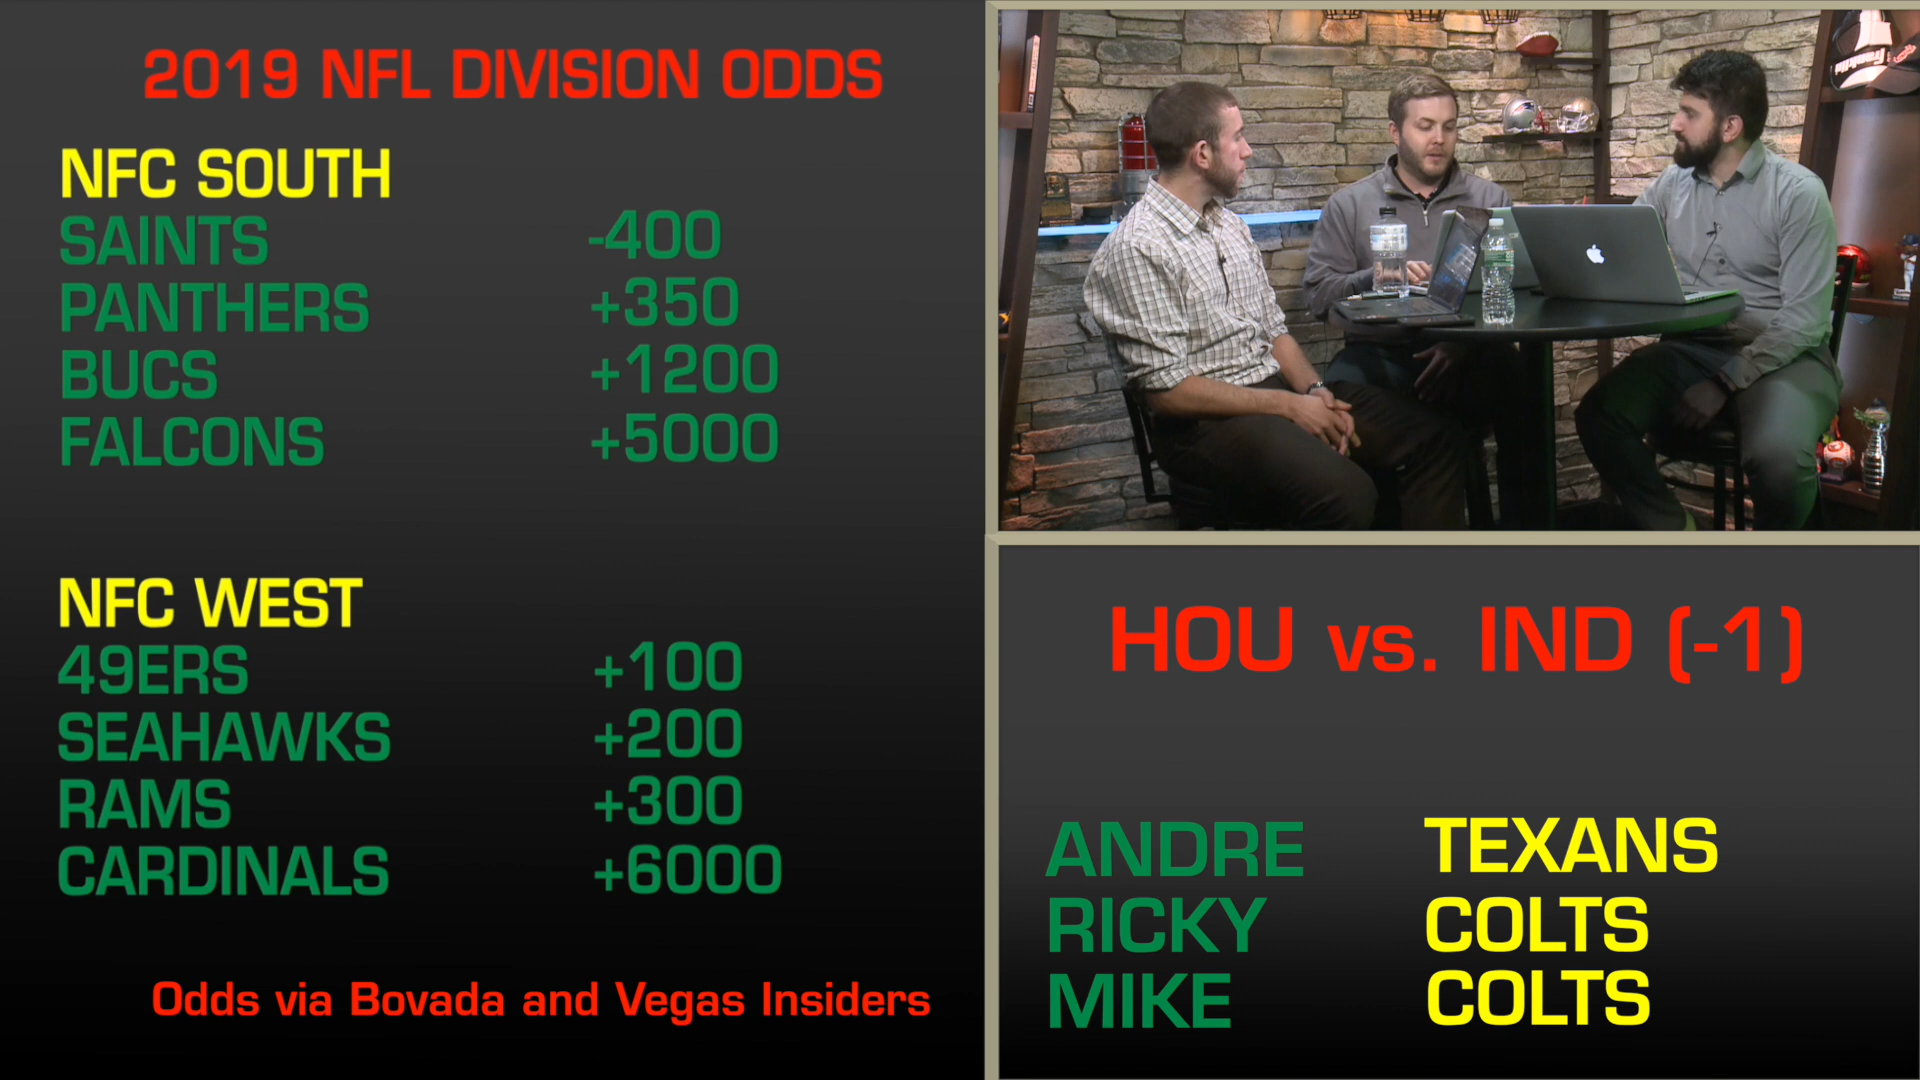 2019 NFL DIVISION ODDS
NFC SOUTH
SAINTS -400
PANTHERS +350
BUCS +1200
FALCONS +5000
NFC WEST
49ERS +100
SEAHAWKS +200
RAMS +300
CARDINALS +6000
Odds via Bovada and Vegas Insiders
HOU vs. IND (-1)
ANDRE TEXANS
RICKY COLTS
MIKE COLTS